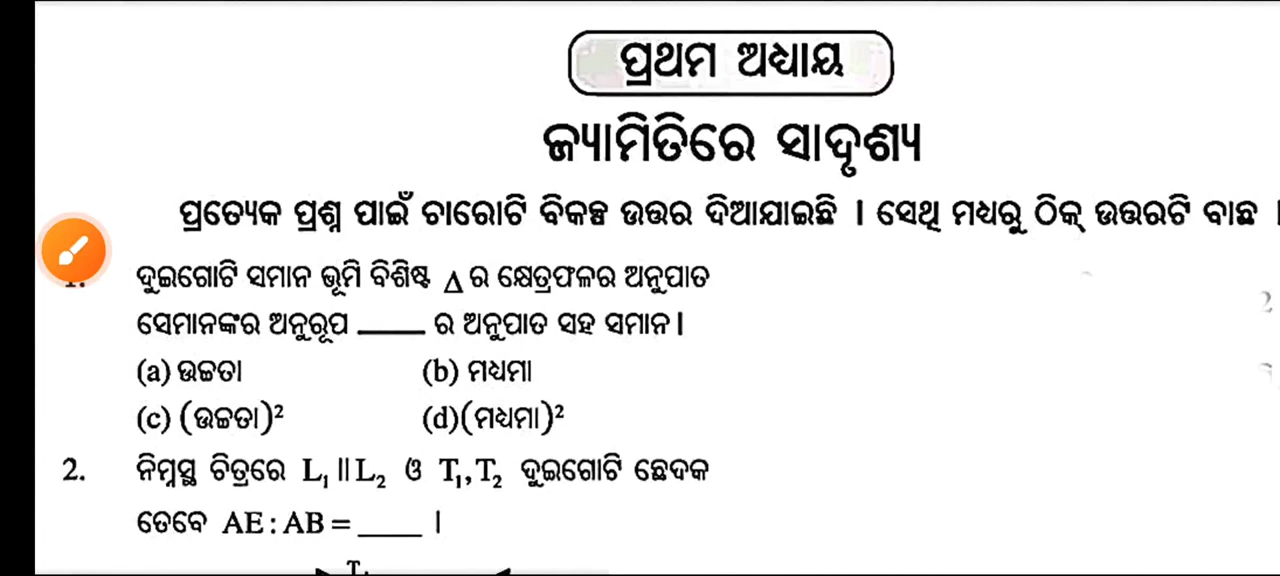 ପ୍ରଥମ ଅଧ୍ୟାୟ
ଜ୍ୟାମିତିରେ ସାଦୃଶ୍ୟ
ପ୍ରତ୍ୟେକ ପ୍ରଶ୍ନ ପାଇଁ ଚାରୋଟି ବିକଳ୍ପ ଉତ୍ତର ଦିଆଯାଇଛି । ସେଥି ମଧ୍ୟରୁ ଠିକ୍ ଉତ୍ତରଟି ବାଛ ।
ଦୁଇଗୋଟି ସମାନ ଭୂମି ବିଶିଷ୍ଟ Δ ର କ୍ଷେତ୍ରଫଳର ଅନୁପାତ
ସେମାନଙ୍କର ଅନୁରୂପ _____ ର ଅନୁପାତ ସହ ସମାନ।
(a) ଉଚ୍ଚତା (b) ମଧ୍ୟମା
(c) (ଉଚ୍ଚତା)² (d)(ମଧ୍ୟମା)²
2. ନିମ୍ନସ୍ଥ ଚିତ୍ରରେ L₁ ॥ L₂ ଓ T₁, T₂ ଦୁଇଗୋଟି ଛେଦକ
ତେବେ AE : AB = _____ ।